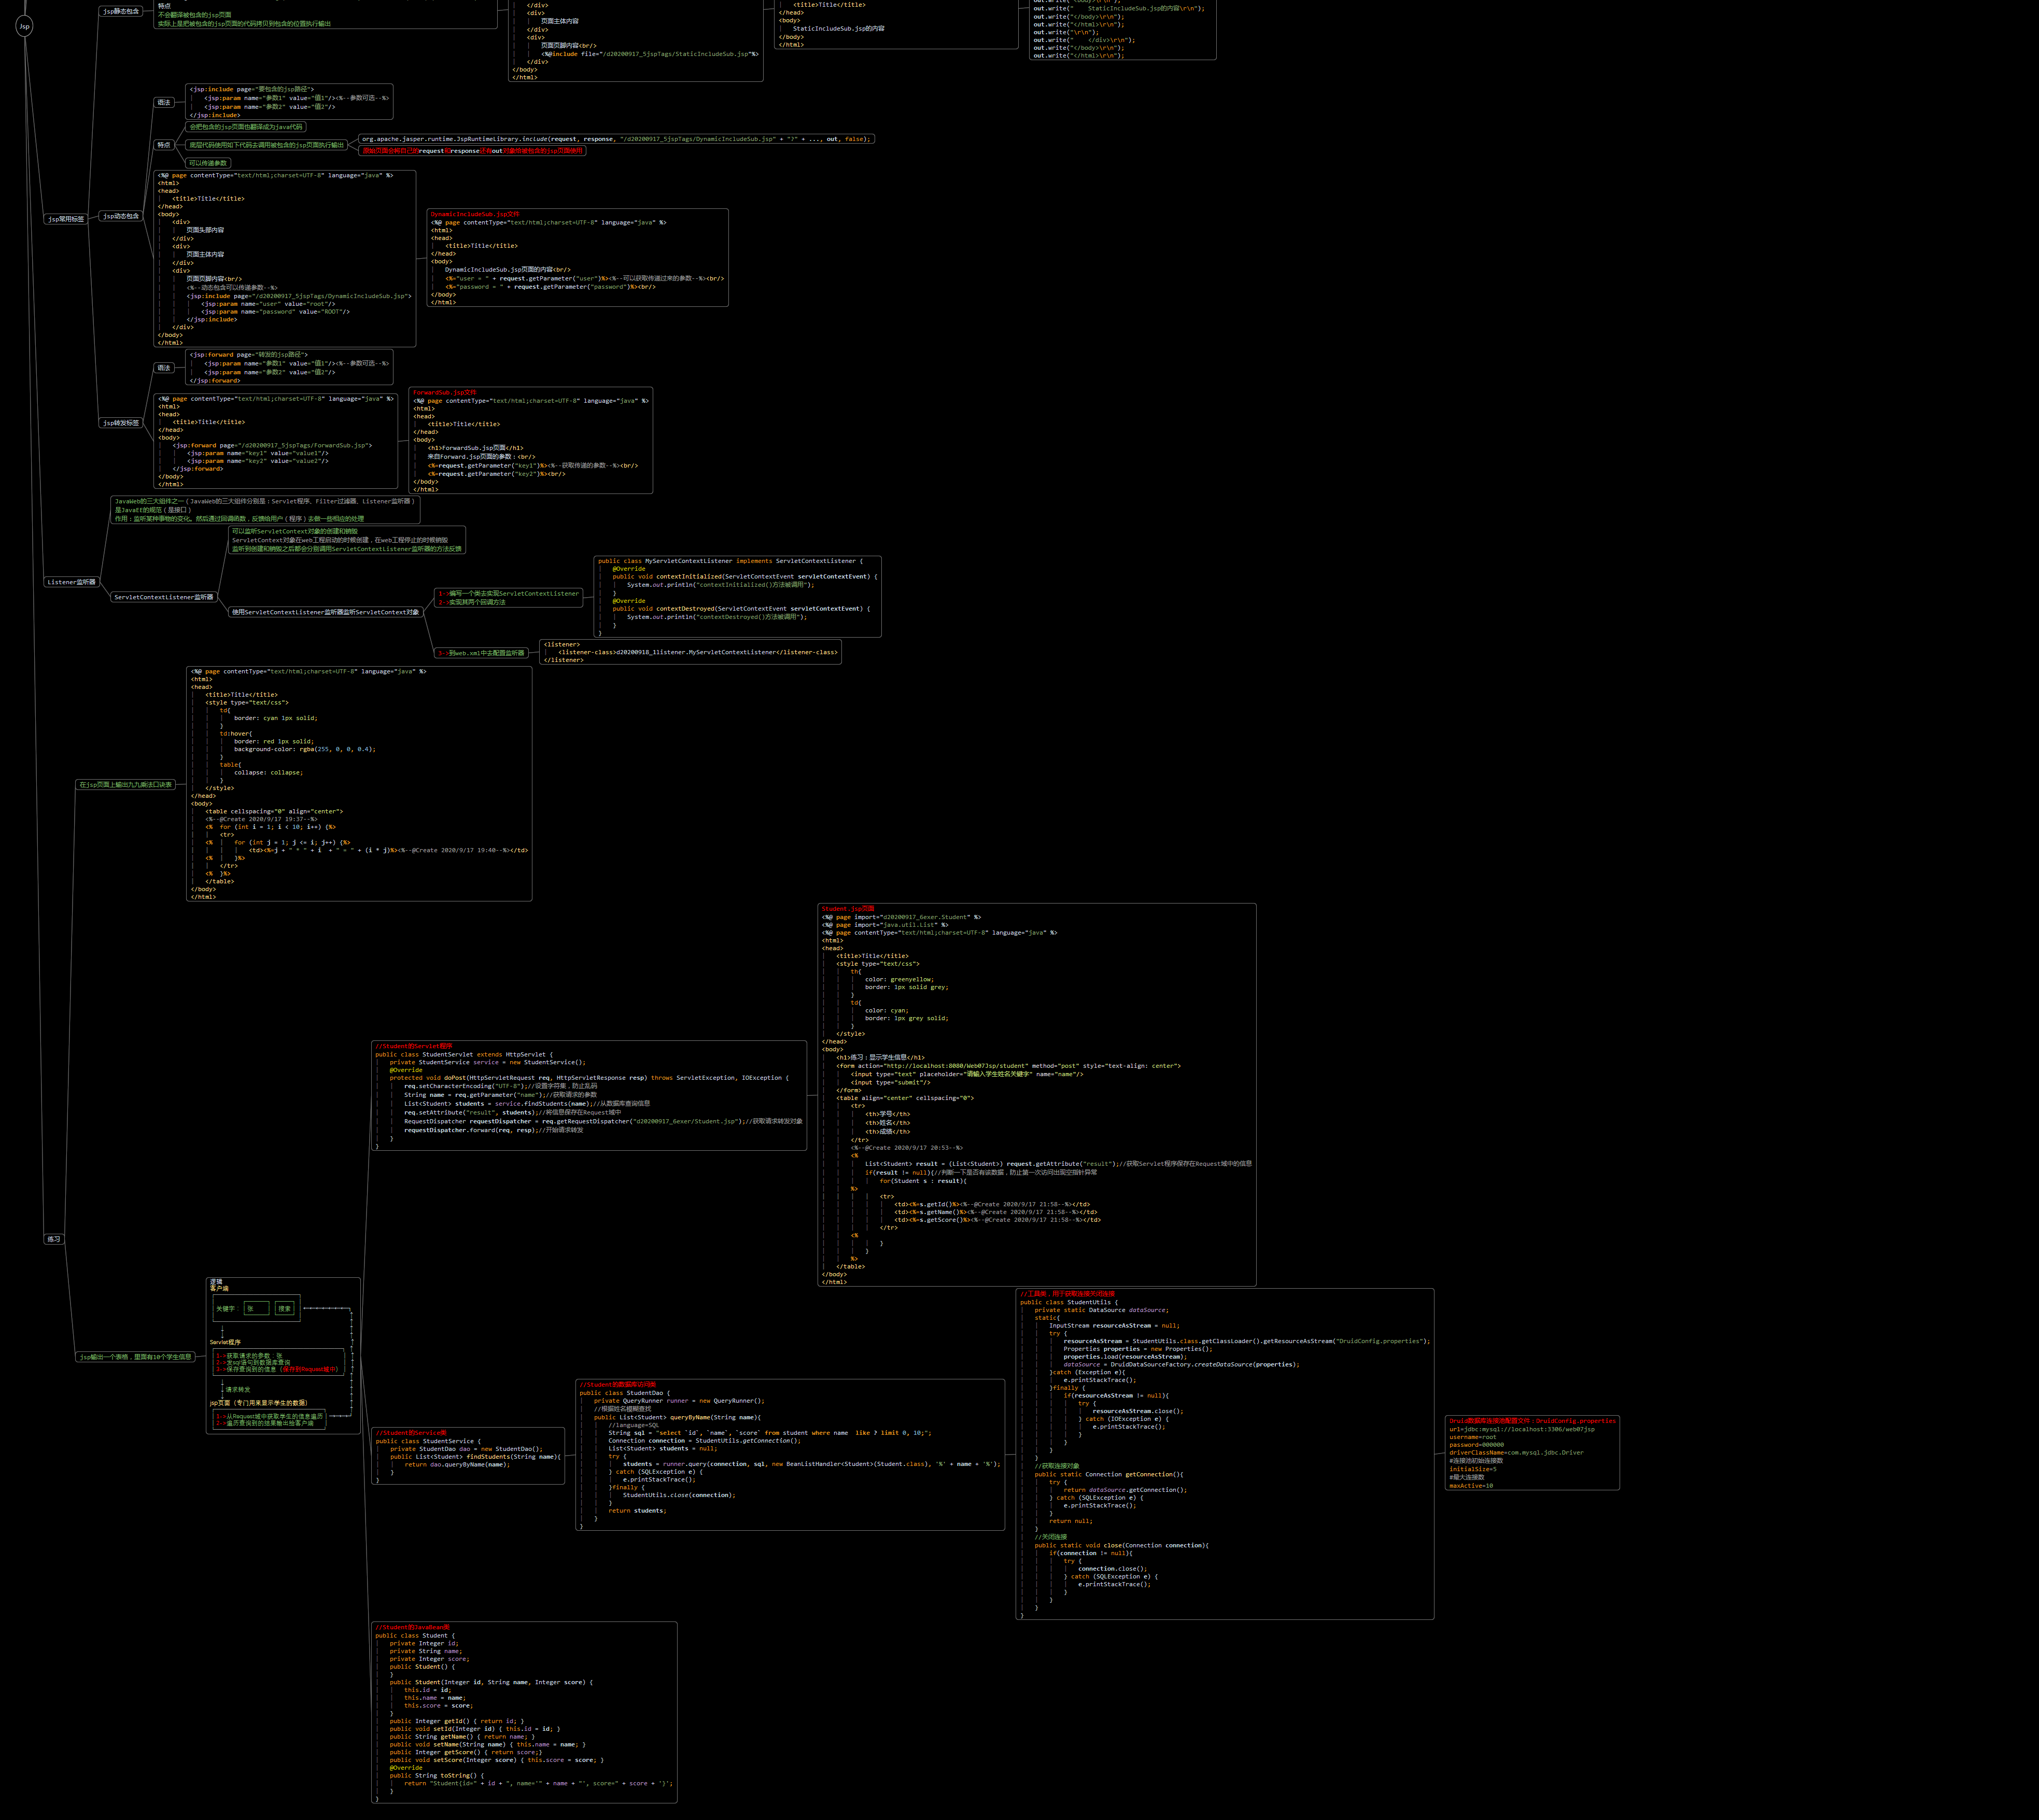 Jsp
jsp静态包含
特点
不会翻译被包含的jsp页面
实际上是把被包含的jsp页面的代码拷贝到包含的位置执行输出
</div>
<div>
页面主体内容
</div>
<div>
页面页脚内容<br/>
<%@include file="/d20200917_5jspTags/StaticIncludeSub.jsp"%>
</div>
</body>
</html>
<title>Title</title>
</head>
<body>
StaticIncludeSub.jsp的内容
</body>
</html>
out.write("<body>\r\n");
out.write("    StaticIncludeSub.jsp的内容\r\n");
out.write("</body>\r\n");
out.write("</html>\r\n");
out.write("\r\n");
out.write("    </div>\r\n");
out.write("</body>\r\n");
out.write("</html>\r\n");
jsp常用标签
jsp动态包含
语法
<jsp:include page="要包含的jsp路径">
<jsp:param name="参数1" value="值1"/><%--参数可选--%>
<jsp:param name="参数2" value="值2"/>
</jsp:include>
特点
会把包含的jsp页面也翻译成为java代码
底层代码使用如下代码去调用被包含的jsp页面执行输出
org.apache.jasper.runtime.JspRuntimeLibrary.include(request, response, "/d20200917_5jspTags/DynamicIncludeSub.jsp" + "?" + ..., out, false);
原始页面会将自己的request和response还有out对象给被包含的jsp页面使用
可以传递参数
<%@ page contentType="text/html;charset=UTF-8" language="java" %>
<html>
<head>
<title>Title</title>
</head>
<body>
<div>
页面头部内容
</div>
<div>
页面主体内容
</div>
<div>
页面页脚内容<br/>
<%--动态包含可以传递参数--%>
<jsp:include page="/d20200917_5jspTags/DynamicIncludeSub.jsp">
<jsp:param name="user" value="root"/>
<jsp:param name="password" value="ROOT"/>
</jsp:include>
</div>
</body>
</html>
DynamicIncludeSub.jsp文件
<%@ page contentType="text/html;charset=UTF-8" language="java" %>
<html>
<head>
<title>Title</title>
</head>
<body>
DynamicIncludeSub.jsp页面的内容<br/>
<%="user = " + request.getParameter("user")%><%--可以获取传递过来的参数--%><br/>
<%="password = " + request.getParameter("password")%><br/>
</body>
</html>
jsp转发标签
语法
<jsp:forward page="转发的jsp路径">
<jsp:param name="参数1" value="值1"/><%--参数可选--%>
<jsp:param name="参数2" value="值2"/>
</jsp:forward>
<%@ page contentType="text/html;charset=UTF-8" language="java" %>
<html>
<head>
<title>Title</title>
</head>
<body>
<jsp:forward page="/d20200917_5jspTags/ForwardSub.jsp">
<jsp:param name="key1" value="value1"/>
<jsp:param name="key2" value="value2"/>
</jsp:forward>
</body>
</html>
ForwardSub.jsp文件
<%@ page contentType="text/html;charset=UTF-8" language="java" %>
<html>
<head>
<title>Title</title>
</head>
<body>
<h1>ForwardSub.jsp页面</h1>
来自Forward.jsp页面的参数：<br/>
<%=request.getParameter("key1")%><%--获取传递的参数--%><br/>
<%=request.getParameter("key2")%><br/>
</body>
</html>
Listener监听器
JavaWeb的三大组件之一（JavaWeb的三大组件分别是：Servlet程序、Filter过滤器、Listener监听器）
是JavaEE的规范（是接口）
作用：监听某种事物的变化。然后通过回调函数，反馈给用户（程序）去做一些相应的处理
ServletContextListener监听器
可以监听ServletContext对象的创建和销毁
ServletContext对象在web工程启动的时候创建，在web工程停止的时候销毁
监听到创建和销毁之后都会分别调用ServletContextListener监听器的方法反馈
使用ServletContextListener监听器监听ServletContext对象
1->编写一个类去实现ServletContextListener
2->实现其两个回调方法
public class MyServletContextListener implements ServletContextListener {
@Override
public void contextInitialized(ServletContextEvent servletContextEvent) {
System.out.println("contextInitialized()方法被调用");
}
@Override
public void contextDestroyed(ServletContextEvent servletContextEvent) {
System.out.println("contextDestroyed()方法被调用");
}
}
3->到web.xml中去配置监听器
<listener>
<listener-class>d20200918_1listener.MyServletContextListener</listener-class>
</listener>
练习
在jsp页面上输出九九乘法口诀表
<%@ page contentType="text/html;charset=UTF-8" language="java" %>
<html>
<head>
<title>Title</title>
<style type="text/css">
td{
border: cyan 1px solid;
}
td:hover{
border: red 1px solid;
background-color: rgba(255, 0, 0, 0.4);
}
table{
collapse: collapse;
}
</style>
</head>
<body>
<table cellspacing="0" align="center">
<%--@Create 2020/9/17 19:37--%>
<%  for (int i = 1; i < 10; i++) {%>
<tr>
<%      for (int j = 1; j <= i; j++) {%>
<td><%=j + " * " + i  + " = " + (i * j)%><%--@Create 2020/9/17 19:40--%></td>
<%      }%>
</tr>
<%  }%>
</table>
</body>
</html>
jsp输出一个表格，里面有10个学生信息
逻辑
客户端
关键字： 张 搜索
Servlet程序
1->获取请求的参数：张
2->发sql语句到数据库查询
3->保存查询到的信息（保存到Request域中）
请求转发
jsp页面（专门用来显示学生的数据）
1->从Request域中获取学生的信息遍历
2->遍历查询到的结果输出给客户端
//Student的Servlet程序
public class StudentServlet extends HttpServlet {
private StudentService service = new StudentService();
@Override
protected void doPost(HttpServletRequest req, HttpServletResponse resp) throws ServletException, IOException {
req.setCharacterEncoding("UTF-8");//设置字符集，防止乱码
String name = req.getParameter("name");//获取请求的参数
List<Student> students = service.findStudents(name);//从数据库查询信息
req.setAttribute("result", students);//将信息保存在Request域中
RequestDispatcher requestDispatcher = req.getRequestDispatcher("d20200917_6exer/Student.jsp");//获取请求转发对象
requestDispatcher.forward(req, resp);//开始请求转发
}
}
Student.jsp页面
<%@ page import="d20200917_6exer.Student" %>
<%@ page import="java.util.List" %>
<%@ page contentType="text/html;charset=UTF-8" language="java" %>
<html>
<head>
<title>Title</title>
<style type="text/css">
th{
color: greenyellow;
border: 1px solid grey;
}
td{
color: cyan;
border: 1px grey solid;
}
</style>
</head>
<body>
<h1>练习：显示学生信息</h1>
<form action="http://localhost:8080/Web07Jsp/student" method="post" style="text-align: center">
<input type="text" placeholder="请输入学生姓名关键字" name="name"/>
<input type="submit"/>
</form>
<table align="center" cellspacing="0">
<tr>
<th>学号</th>
<th>姓名</th>
<th>成绩</th>
</tr>
<%--@Create 2020/9/17 20:53--%>
<%
List<Student> result = (List<Student>) request.getAttribute("result");//获取Servlet程序保存在Request域中的信息
if(result != null){//判断一下是否有该数据，防止第一次访问出现空指针异常
for(Student s : result){
%>
<tr>
<td><%=s.getId()%><%--@Create 2020/9/17 21:58--%></td>
<td><%=s.getName()%><%--@Create 2020/9/17 21:58--%></td>
<td><%=s.getScore()%><%--@Create 2020/9/17 21:58--%></td>
</tr>
<%
}
}
%>
</table>
</body>
</html>
//Student的Service类
public class StudentService {
private StudentDao dao = new StudentDao();
public List<Student> findStudents(String name){
return dao.queryByName(name);
}
}
//Student的数据库访问类
public class StudentDao {
private QueryRunner runner = new QueryRunner();
//根据姓名模糊查找
public List<Student> queryByName(String name){
//language=SQL
String sql = "select `id`, `name`, `score` from student where name  like ? limit 0, 10;";
Connection connection = StudentUtils.getConnection();
List<Student> students = null;
try {
students = runner.query(connection, sql, new BeanListHandler<Student>(Student.class), '%' + name + '%');
} catch (SQLException e) {
e.printStackTrace();
}finally {
StudentUtils.close(connection);
}
return students;
}
}
//工具类，用于获取连接关闭连接
public class StudentUtils {
private static DataSource dataSource;
static{
InputStream resourceAsStream = null;
try {
resourceAsStream = StudentUtils.class.getClassLoader().getResourceAsStream("DruidConfig.properties");
Properties properties = new Properties();
properties.load(resourceAsStream);
dataSource = DruidDataSourceFactory.createDataSource(properties);
}catch (Exception e){
e.printStackTrace();
}finally {
if(resourceAsStream != null){
try {
resourceAsStream.close();
} catch (IOException e) {
e.printStackTrace();
}
}
}
}
//获取连接对象
public static Connection getConnection(){
try {
return dataSource.getConnection();
} catch (SQLException e) {
e.printStackTrace();
}
return null;
}
//关闭连接
public static void close(Connection connection){
if(connection != null){
try {
connection.close();
} catch (SQLException e) {
e.printStackTrace();
}
}
}
}
Druid数据库连接池配置文件：DruidConfig.properties
url=jdbc:mysql://localhost:3306/web07jsp
username=root
password=000000
driverClassName=com.mysql.jdbc.Driver
#连接池初始连接数
initialSize=5
#最大连接数
maxActive=10
//Student的JavaBean类
public class Student {
private Integer id;
private String name;
private Integer score;
public Student() {
}
public Student(Integer id, String name, Integer score) {
this.id = id;
this.name = name;
this.score = score;
}
public Integer getId() { return id; }
public void setId(Integer id) { this.id = id; }
public String getName() { return name; }
public void setName(String name) { this.name = name; }
public Integer getScore() { return score;}
public void setScore(Integer score) { this.score = score; }
@Override
public String toString() {
return "Student{id=" + id + ", name='" + name + "', score=" + score + '}';
}
}